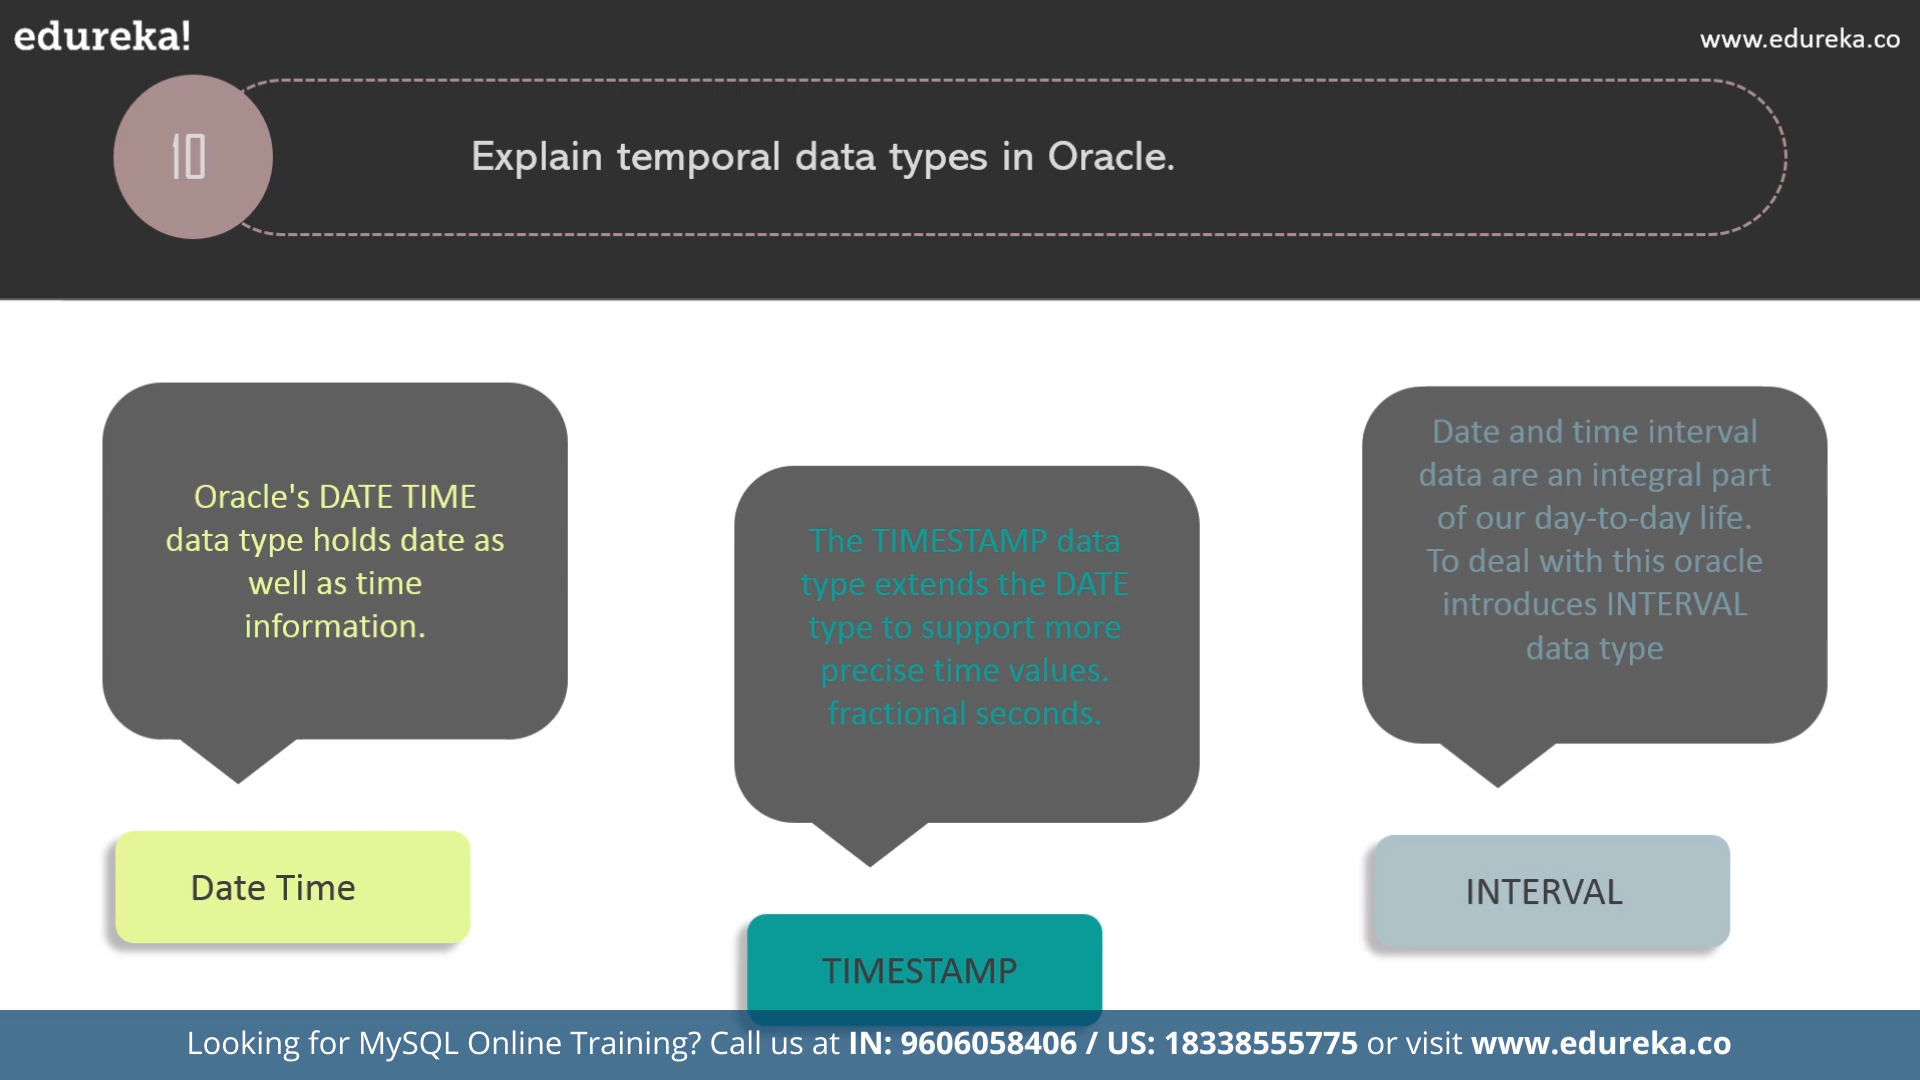 edureka!
www.edureka.co
10
Explain temporal data types in Oracle.
Oracle's DATE TIME
data type holds date as
well as time
information.
Date Time
The TIMESTAMP data
type extends the DATE
type to support more
precise time values.
fractional seconds.
TIMESTAMP
Date and time interval
data are an integral part
of our day-to-day life.
To deal with this oracle
introduces INTERVAL
data type
INTERVAL
Looking for MySQL Online Training? Call us at IN: 9606058406 / US: 18338555775 or visit www.edureka.co